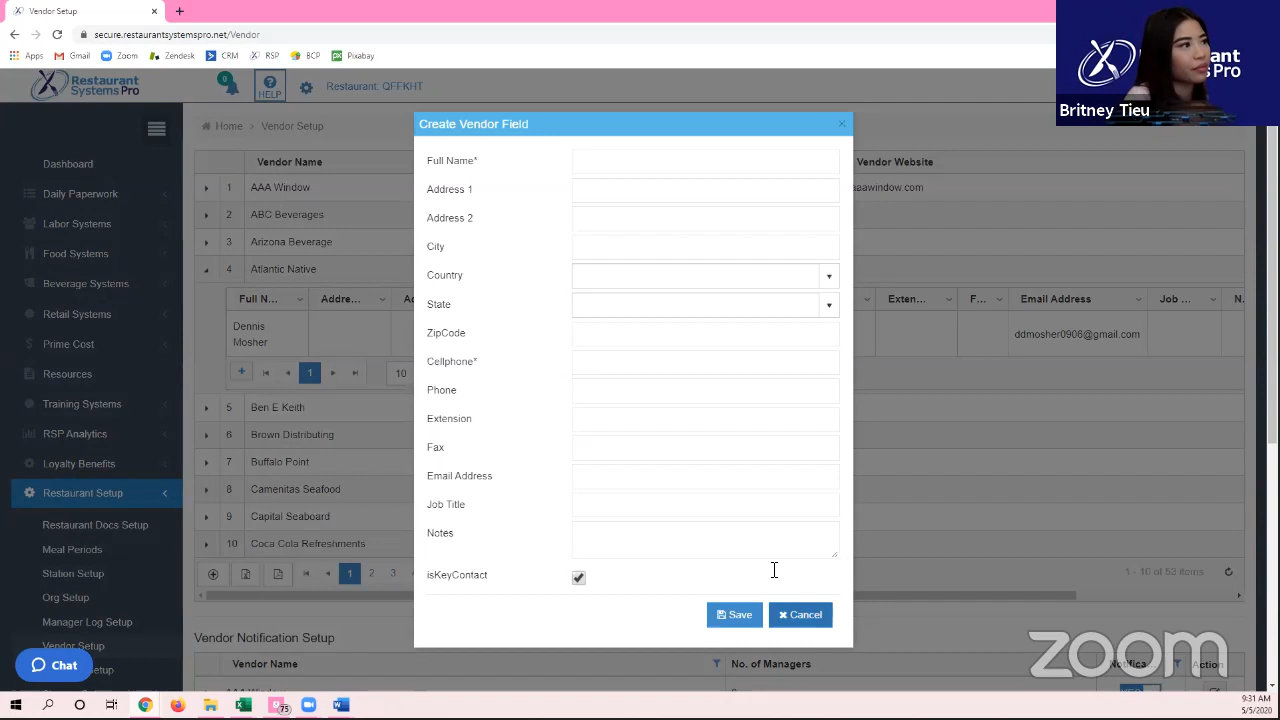 Vendor Setup
secure.restaurantsystemspro.net/Vendor
Apps Gmail Zoom Zendesk CRM RSP BCP Pixabay
Restaurant Systems Pro
0
HELP
Restaurant: QFFKHT
Britney Tieu
Home Vendor Setup
Dashboard
Daily Paperwork
Labor Systems
Food Systems
Beverage Systems
Retail Systems
Prime Cost
Resources
Training Systems
RSP Analytics
Loyalty Benefits
Restaurant Setup
Restaurant Docs Setup
Meal Periods
Station Setup
Org Setup
Manager Log Setup
Vendor Setup
Chat
Vendor Name
Vendor Website
1 AAA Window
aaawindow.com
2 ABC Beverages
3 Arizona Beverage
4 Atlantic Native
Full N... Addre...
Exten... F... Email Address Job ... N.
Dennis
Mosher
ddmosher0906@gmail.com
1 10
5 Ben E Keith
6 Brown Distributing
7 Buffalo Point
8 Camenitas Seafood
9 Capital Seaboard
10 Coca Cola Refreshments
1 2 3
1 - 10 of 53 items
Create Vendor Field
Full Name*
Address 1
Address 2
City
Country
State
ZipCode
Cellphone*
Phone
Extension
Fax
Email Address
Job Title
Notes
isKeyContact
Save Cancel
Vendor Notification Setup
Vendor Name No. of Managers Notifica... Action
zoom
75
9:31 AM
5/5/2020